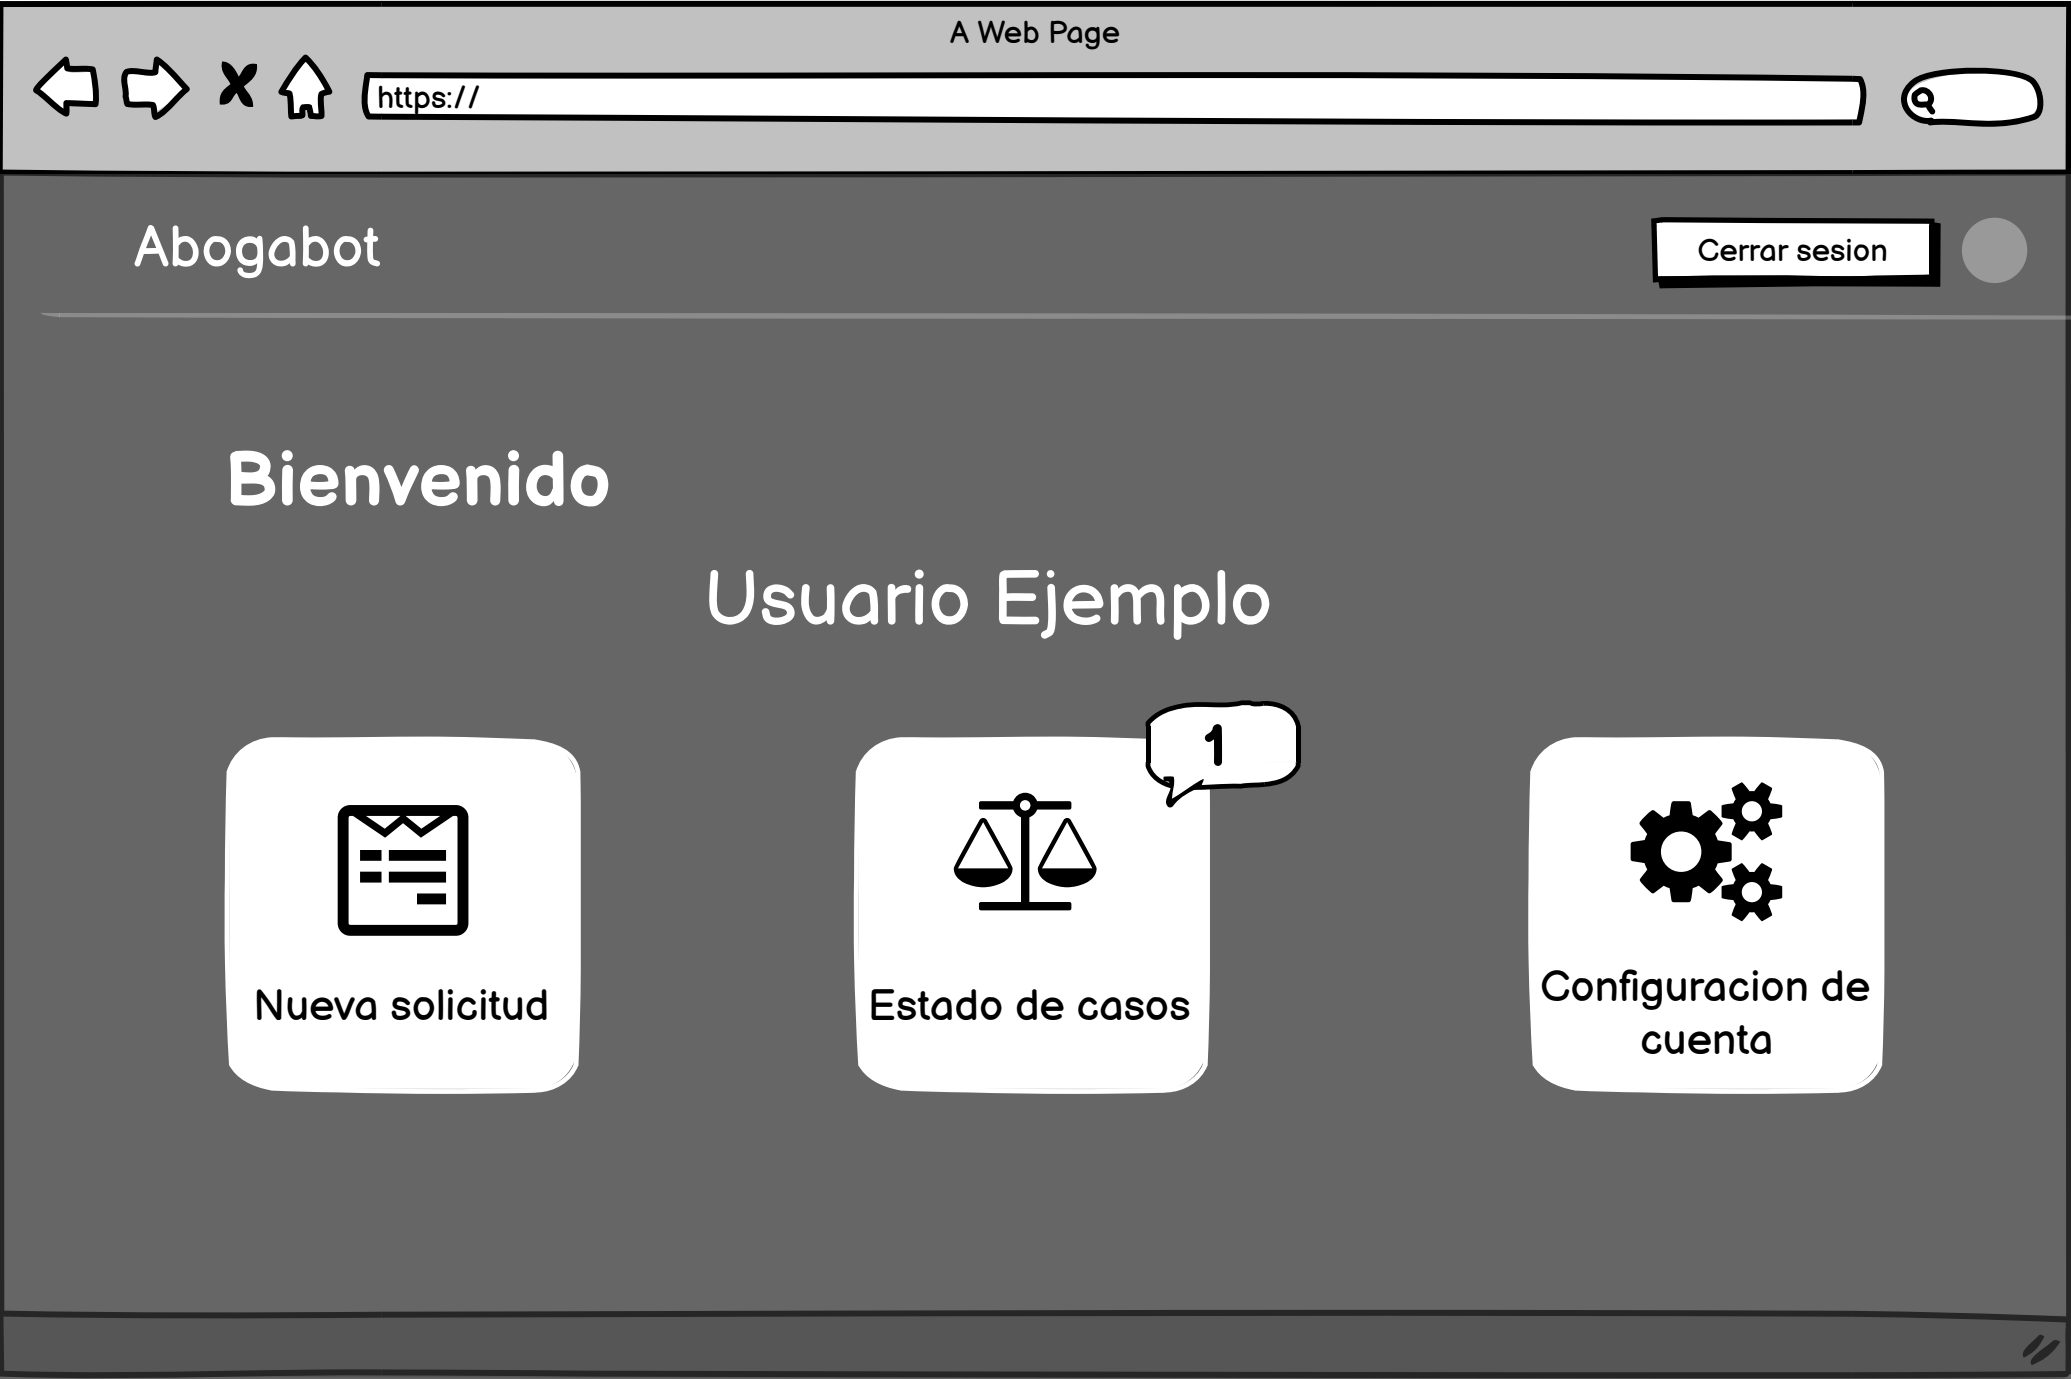 A Web Page
https://
Abogabot
Cerrar sesion
Bienvenido
Usuario Ejemplo
1
Nueva solicitud
Estado de casos
Configuracion de
cuenta